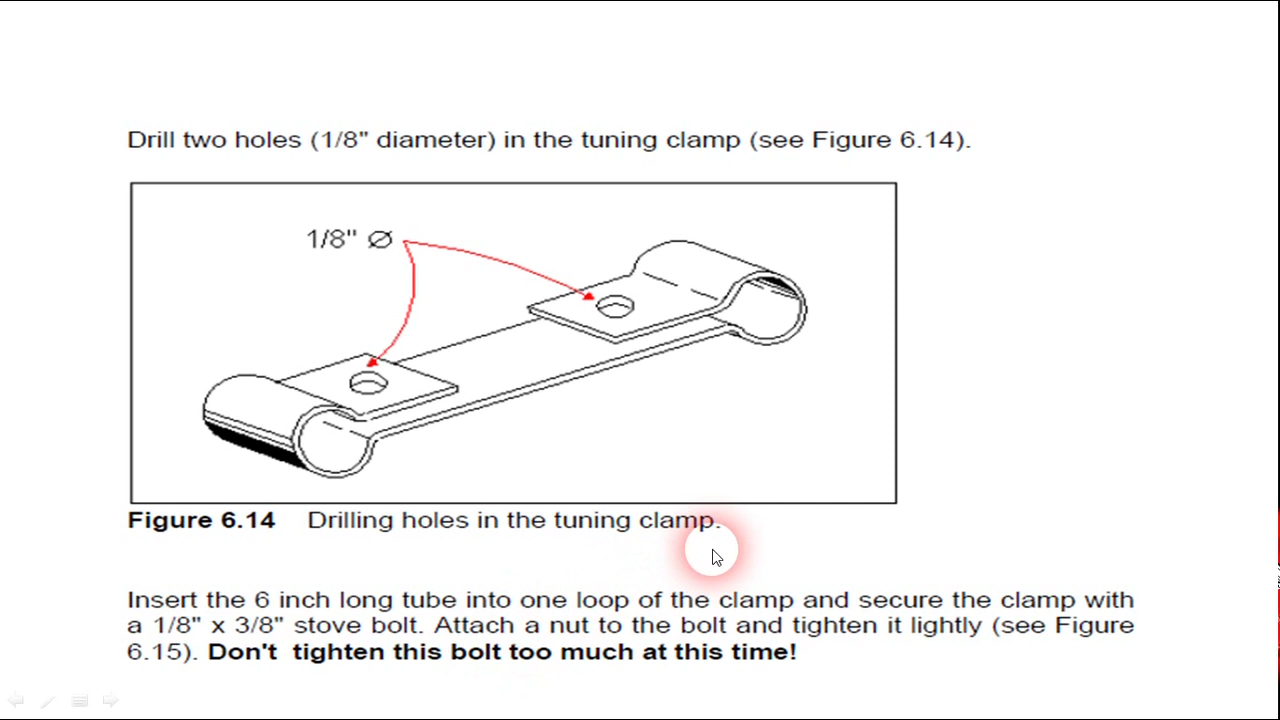 Drill two holes (1/8" diameter) in the tuning clamp (see Figure 6.14).
1/8" Ø
Figure 6.14 Drilling holes in the tuning clamp.
Insert the 6 inch long tube into one loop of the clamp and secure the clamp with
a 1/8" x 3/8" stove bolt. Attach a nut to the bolt and tighten it lightly (see Figure
6.15). Don't tighten this bolt too much at this time!